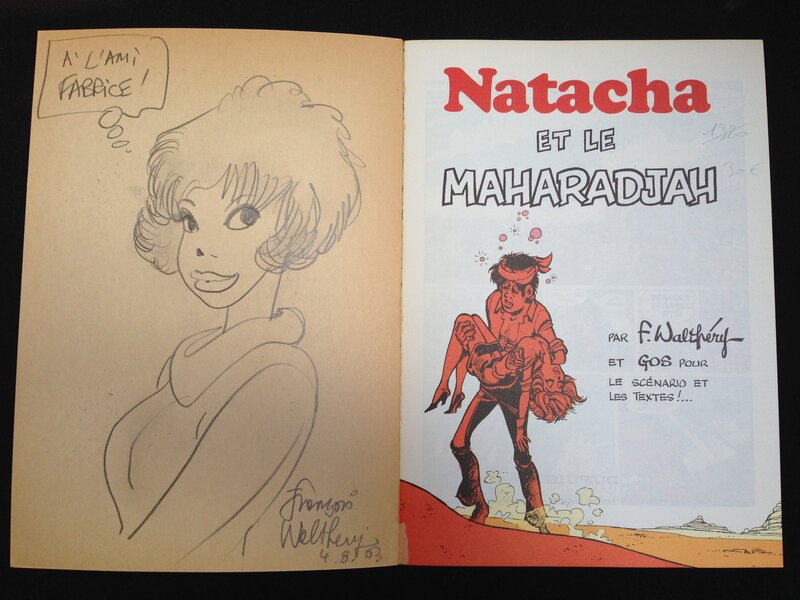 A L'AMI
FABRICE!
François
Walthéry
4.8.03
Natacha
ET LE
MAHARADJAH
PAR F. Walthéry
ET GOS POUR
LE SCÉNARIO ET
LES TEXTES!...
30€